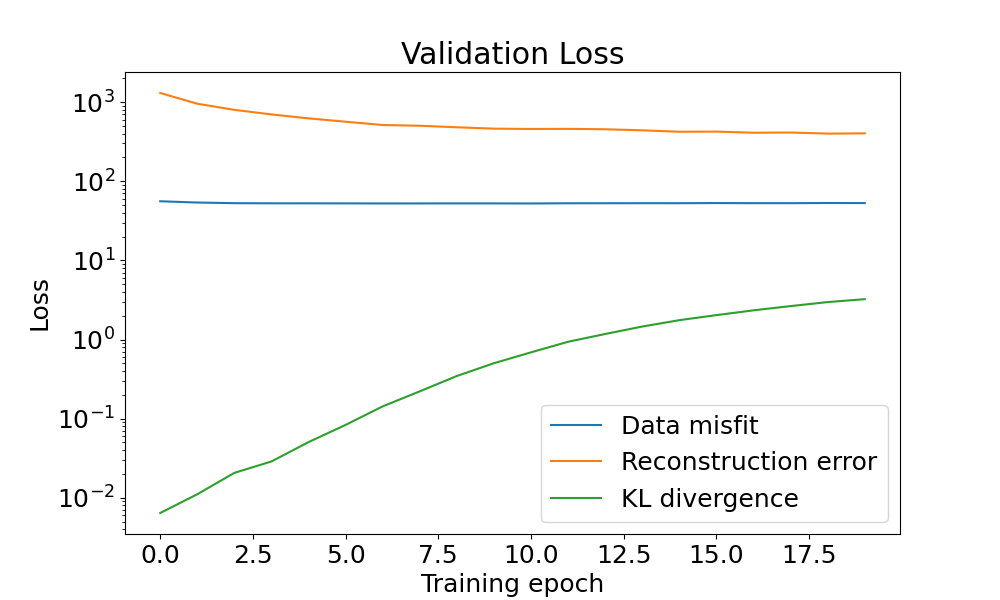 Validation Loss
Loss
10³
10²
10¹
10⁰
10⁻¹
10⁻²
Data misfit
Reconstruction error
KL divergence
0.0 2.5 5.0 7.5 10.0 12.5 15.0 17.5
Training epoch